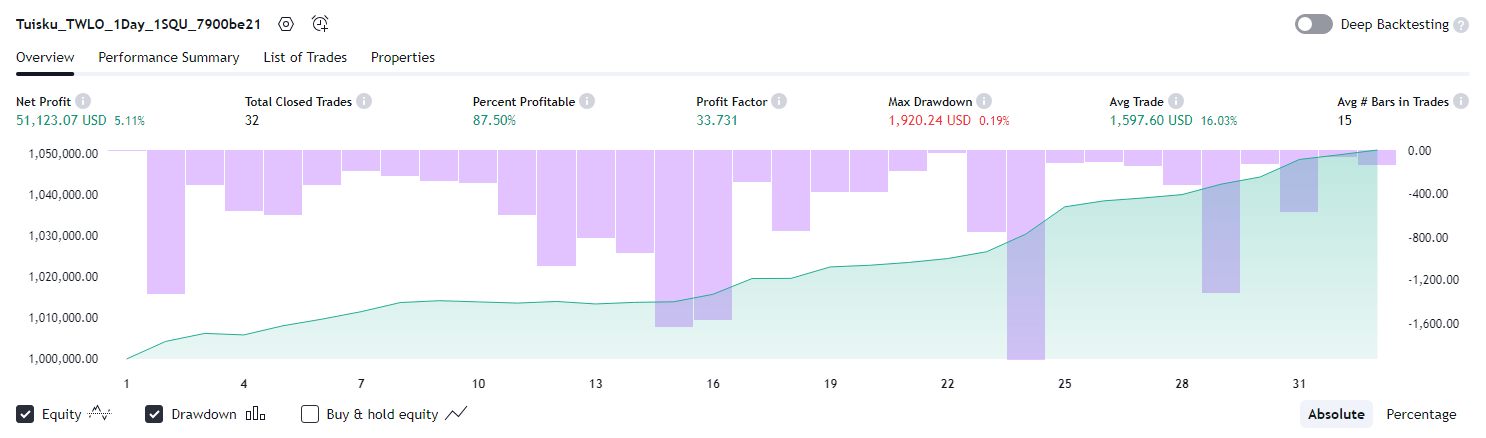 Tuisku_TWLO_1Day_1SQU_7900be21
Deep Backtesting ?
Overview Performance Summary List of Trades Properties
Net Profit i Total Closed Trades i Percent Profitable i Profit Factor i Max Drawdown i Avg Trade i Avg # Bars in Trades i
51,123.07 USD 5.11% 32 87.50% 33.731 1,920.24 USD 0.19% 1,597.60 USD 16.03% 15
1,050,000.00 0.00
1,040,000.00 -400.00
1,030,000.00 -800.00
1,020,000.00 -1,200.00
1,010,000.00 -1,600.00
1,000,000.00
1 4 7 10 13 16 19 22 25 28 31
Equity Drawdown Buy & hold equity Absolute Percentage